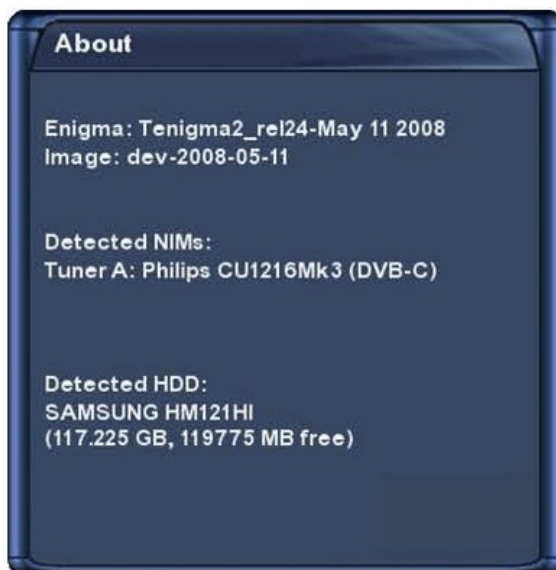 About
Enigma: Tenigma2_rel24-May 11 2008
Image: dev-2008-05-11
Detected NIMs:
Tuner A: Philips CU1216Mk3 (DVB-C)
Detected HDD:
SAMSUNG HM121HI
(117.225 GB, 119775 MB free)